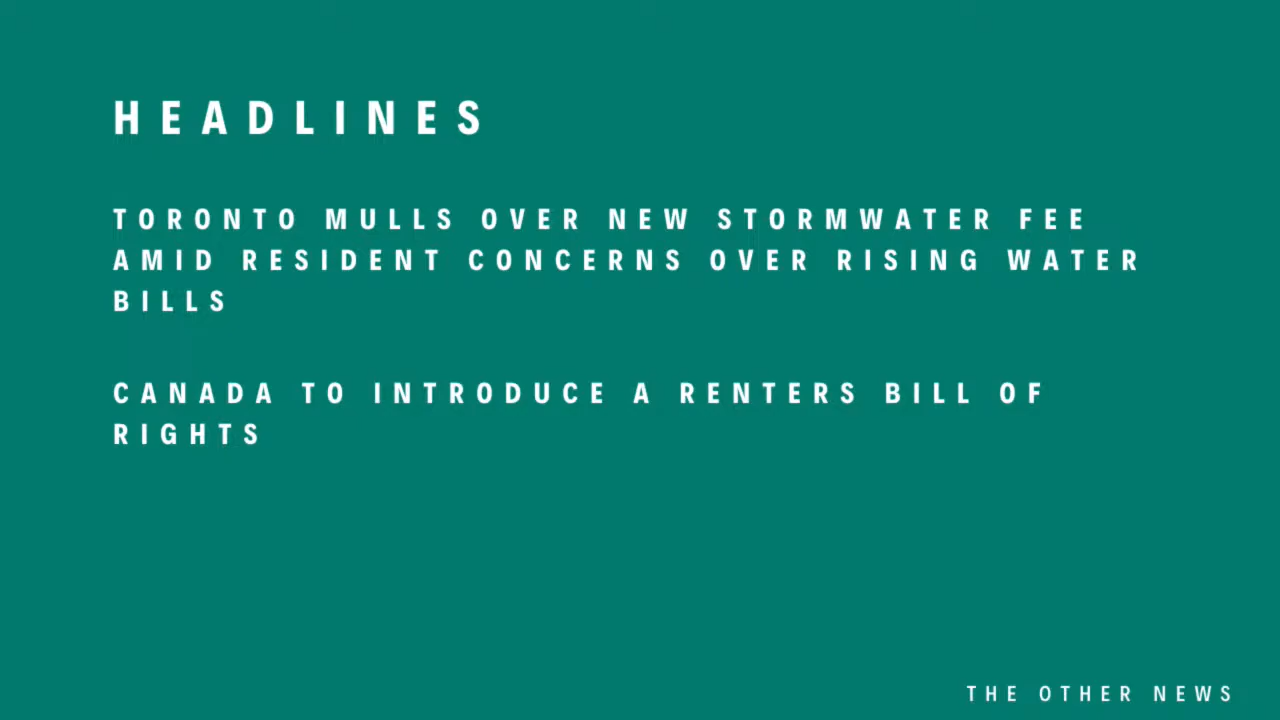 HEADLINES
TORONTO MULLS OVER NEW STORMWATER FEE
AMID RESIDENT CONCERNS OVER RISING WATER
BILLS
CANADA TO INTRODUCE A RENTERS BILL OF
RIGHTS
THE OTHER NEWS